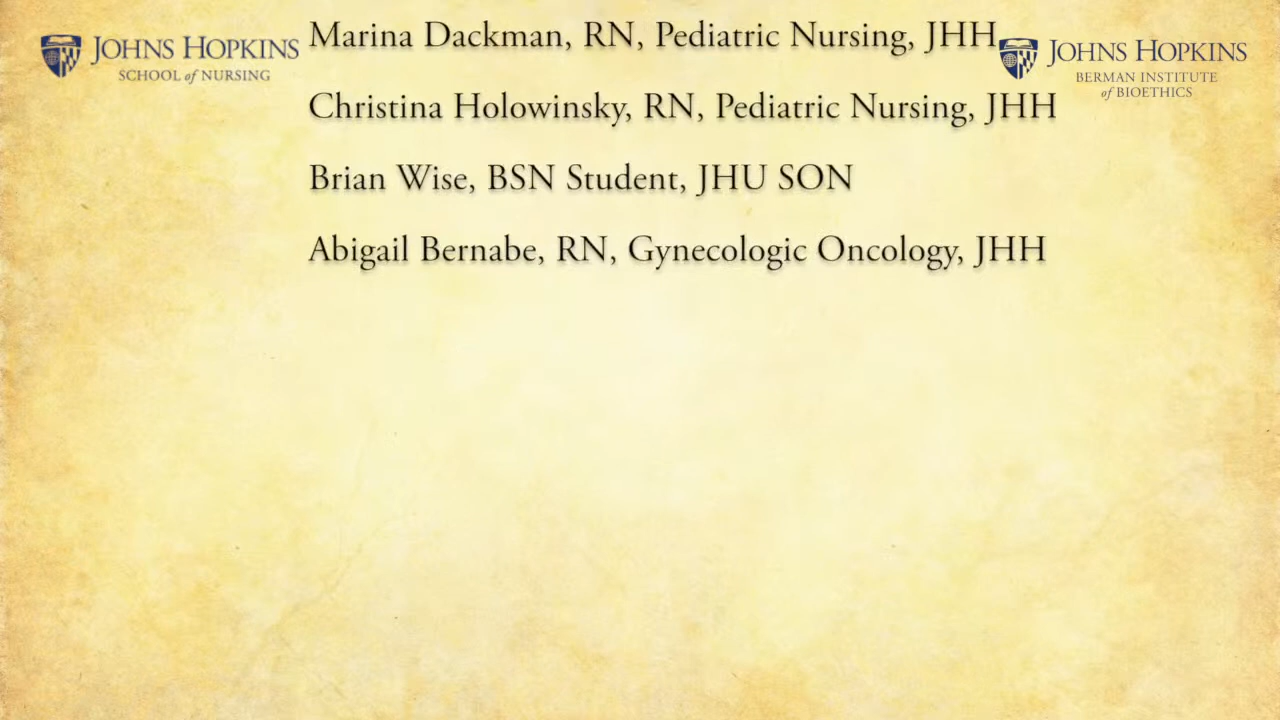 JOHNS HOPKINS
SCHOOL of NURSING
Marina Dackman, RN, Pediatric Nursing, JHH
JOHNS HOPKINS
BERMAN INSTITUTE
of BIOETHICS
Christina Holowinsky, RN, Pediatric Nursing, JHH
Brian Wise, BSN Student, JHU SON
Abigail Bernabe, RN, Gynecologic Oncology, JHH